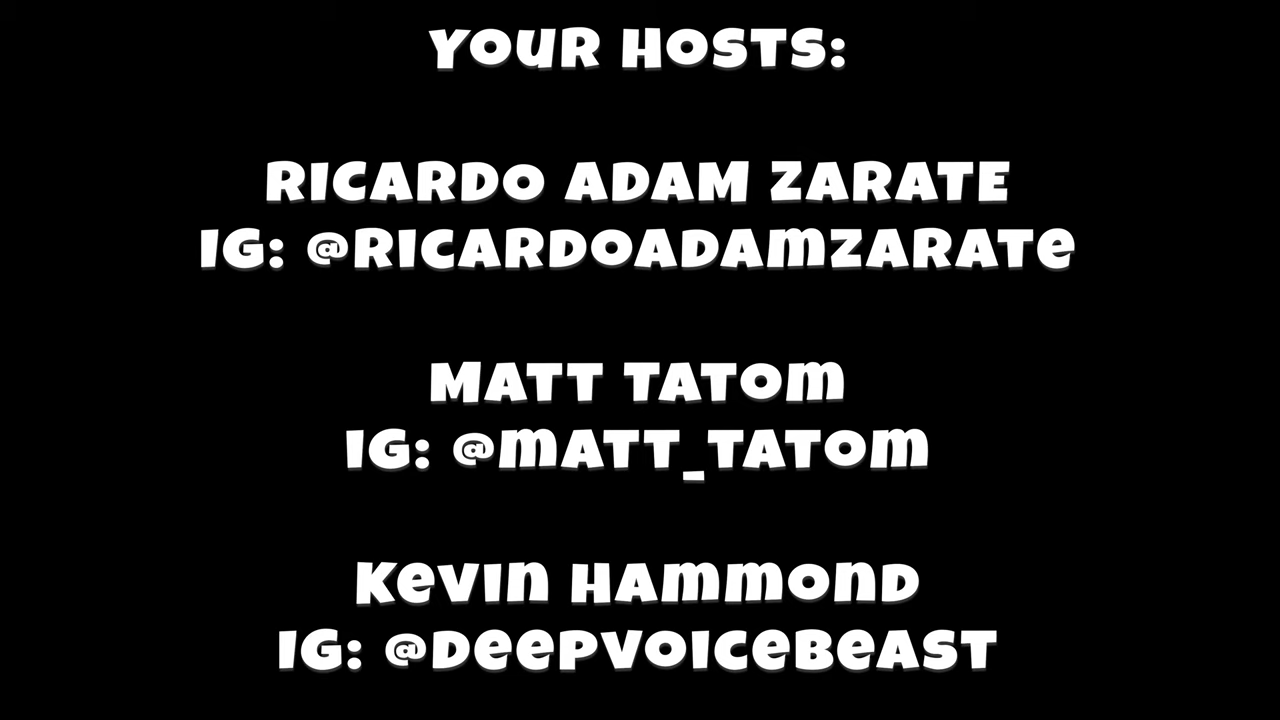 YOUR HOSTS:
RICARDO ADAM ZARATE
IG: @RICARDOADAMZARATE
MATT TATOM
IG: @MATT_TATOM
KEVIN HAMMOND
IG: @DEEPVOICEBEAST